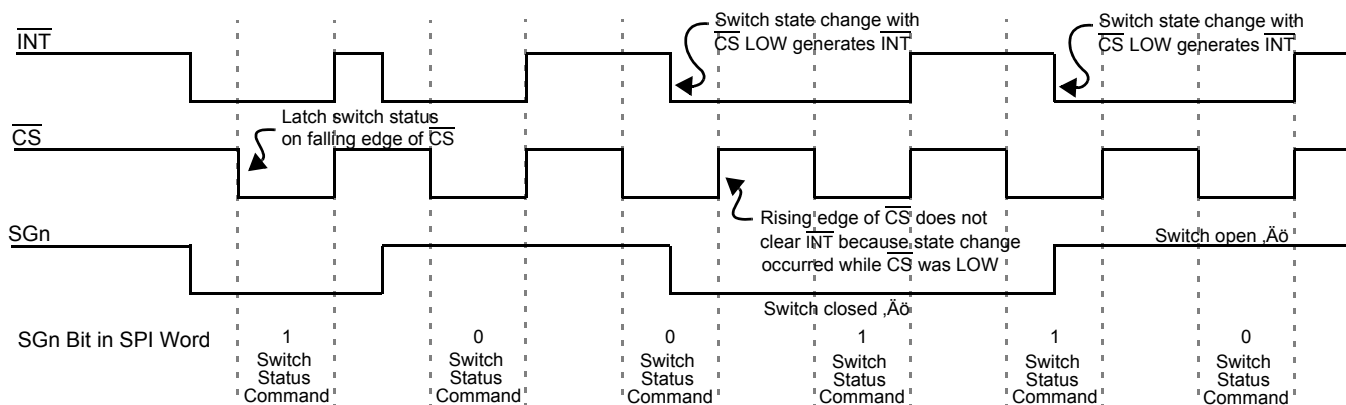 Switch state change with
CS LOW generates INT
Switch state change with
CS LOW generates INT
INT
Latch switch status
on falling edge of CS
CS
Rising edge of CS does not
clear INT because state change
occurred while CS was LOW
SGn
Switch open ‚Äö
Switch closed ‚Äö
SGn Bit in SPI Word
1
Switch
Status
Command
0
Switch
Status
Command
0
Switch
Status
Command
1
Switch
Status
Command
1
Switch
Status
Command
0
Switch
Status
Command